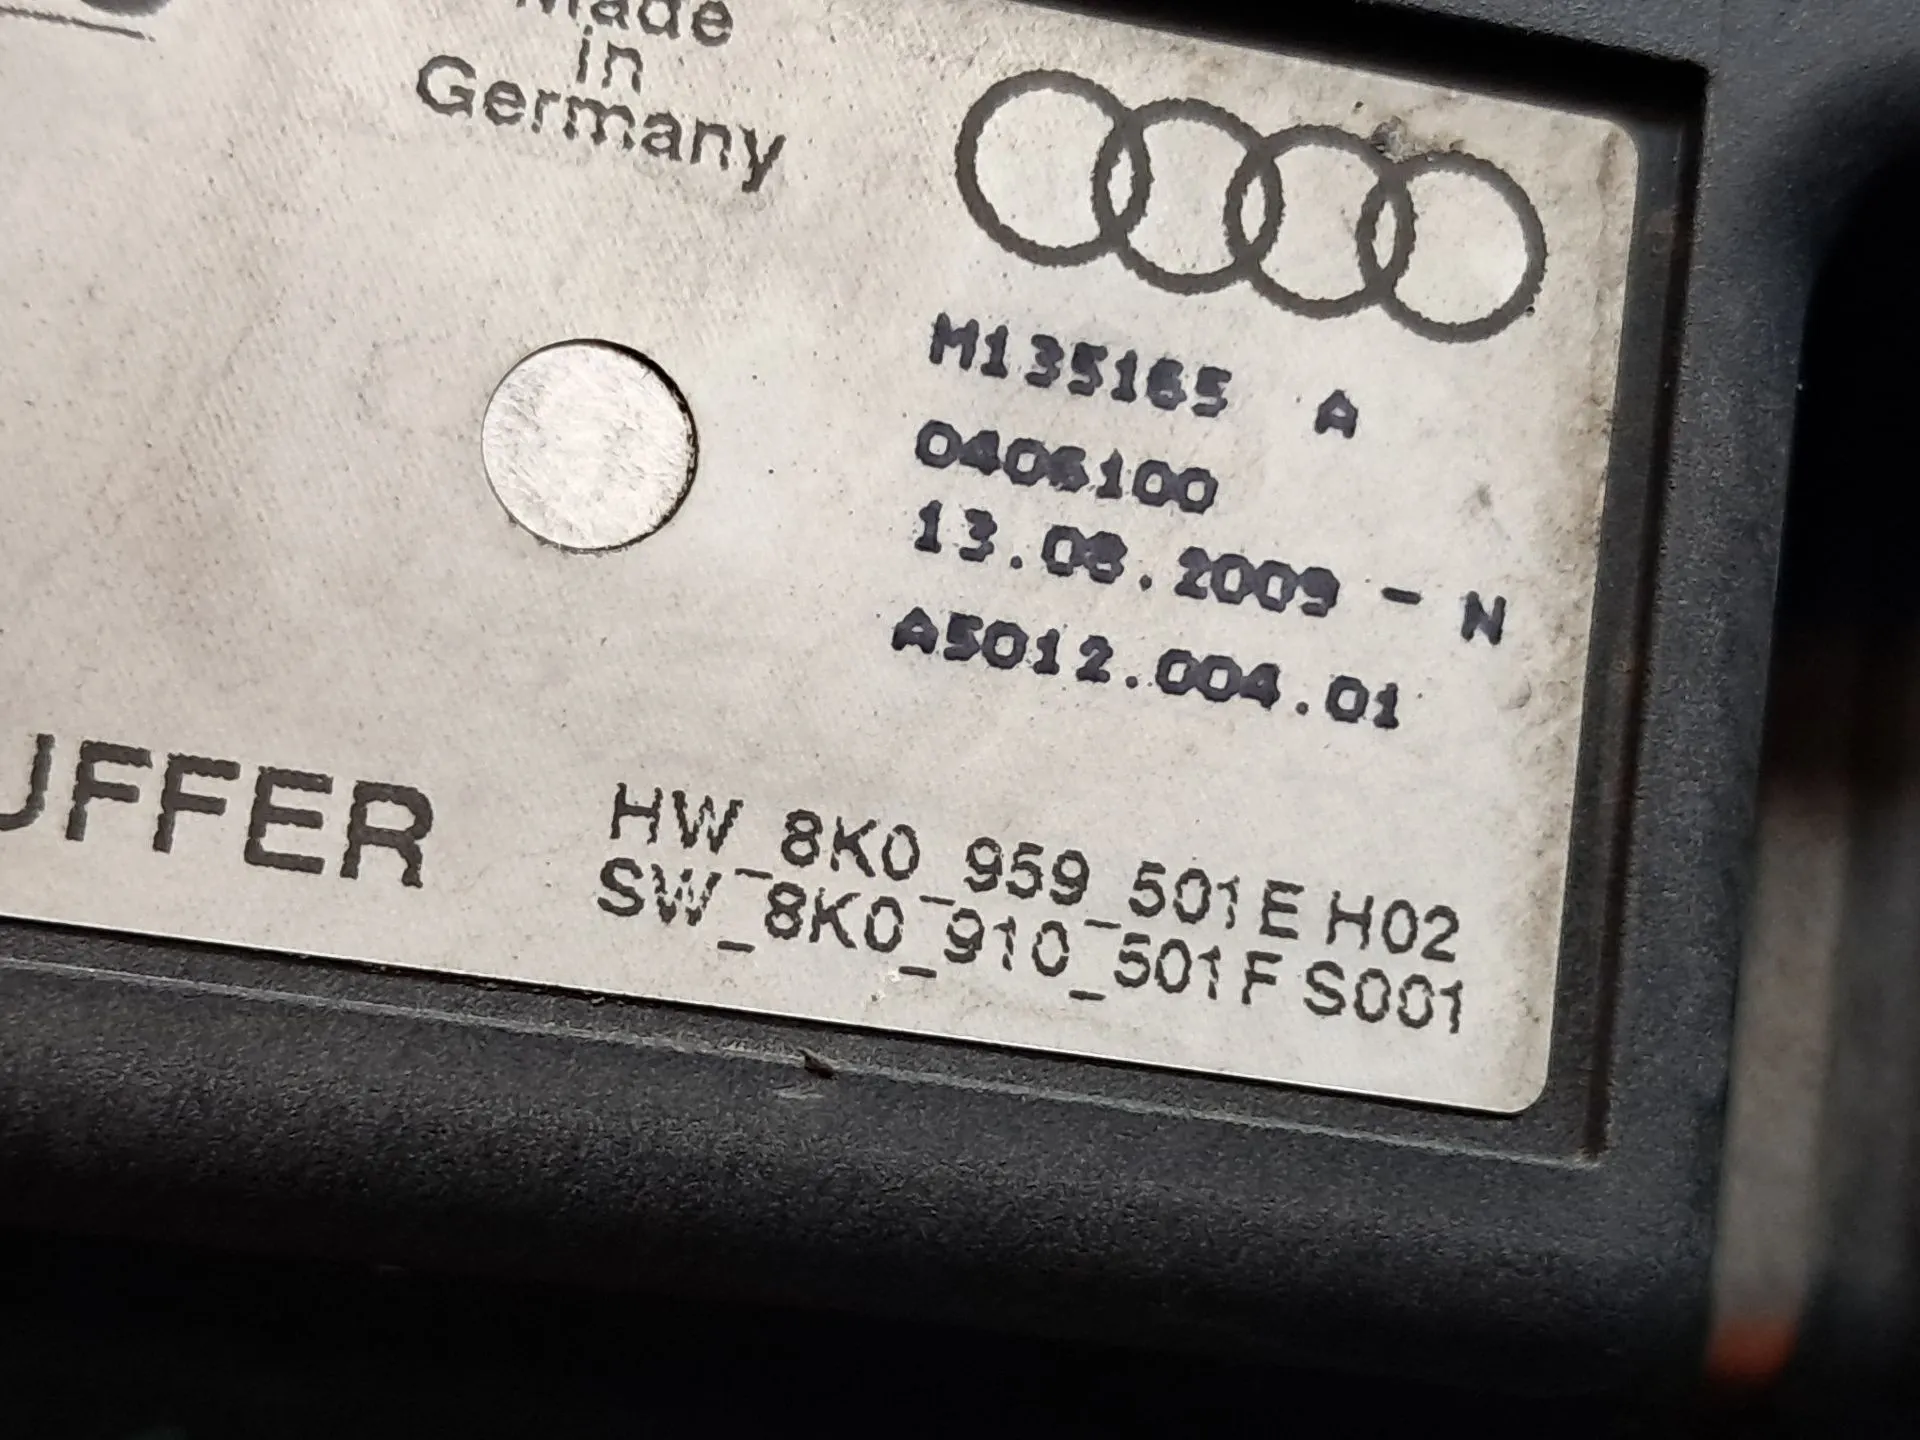 Made
in
Germany
M135165 A
0406100
13.08.2009 - N
A5012.004.01
UFFER
HW_8K0_959_501E H02
SW_8K0_910_501F S001